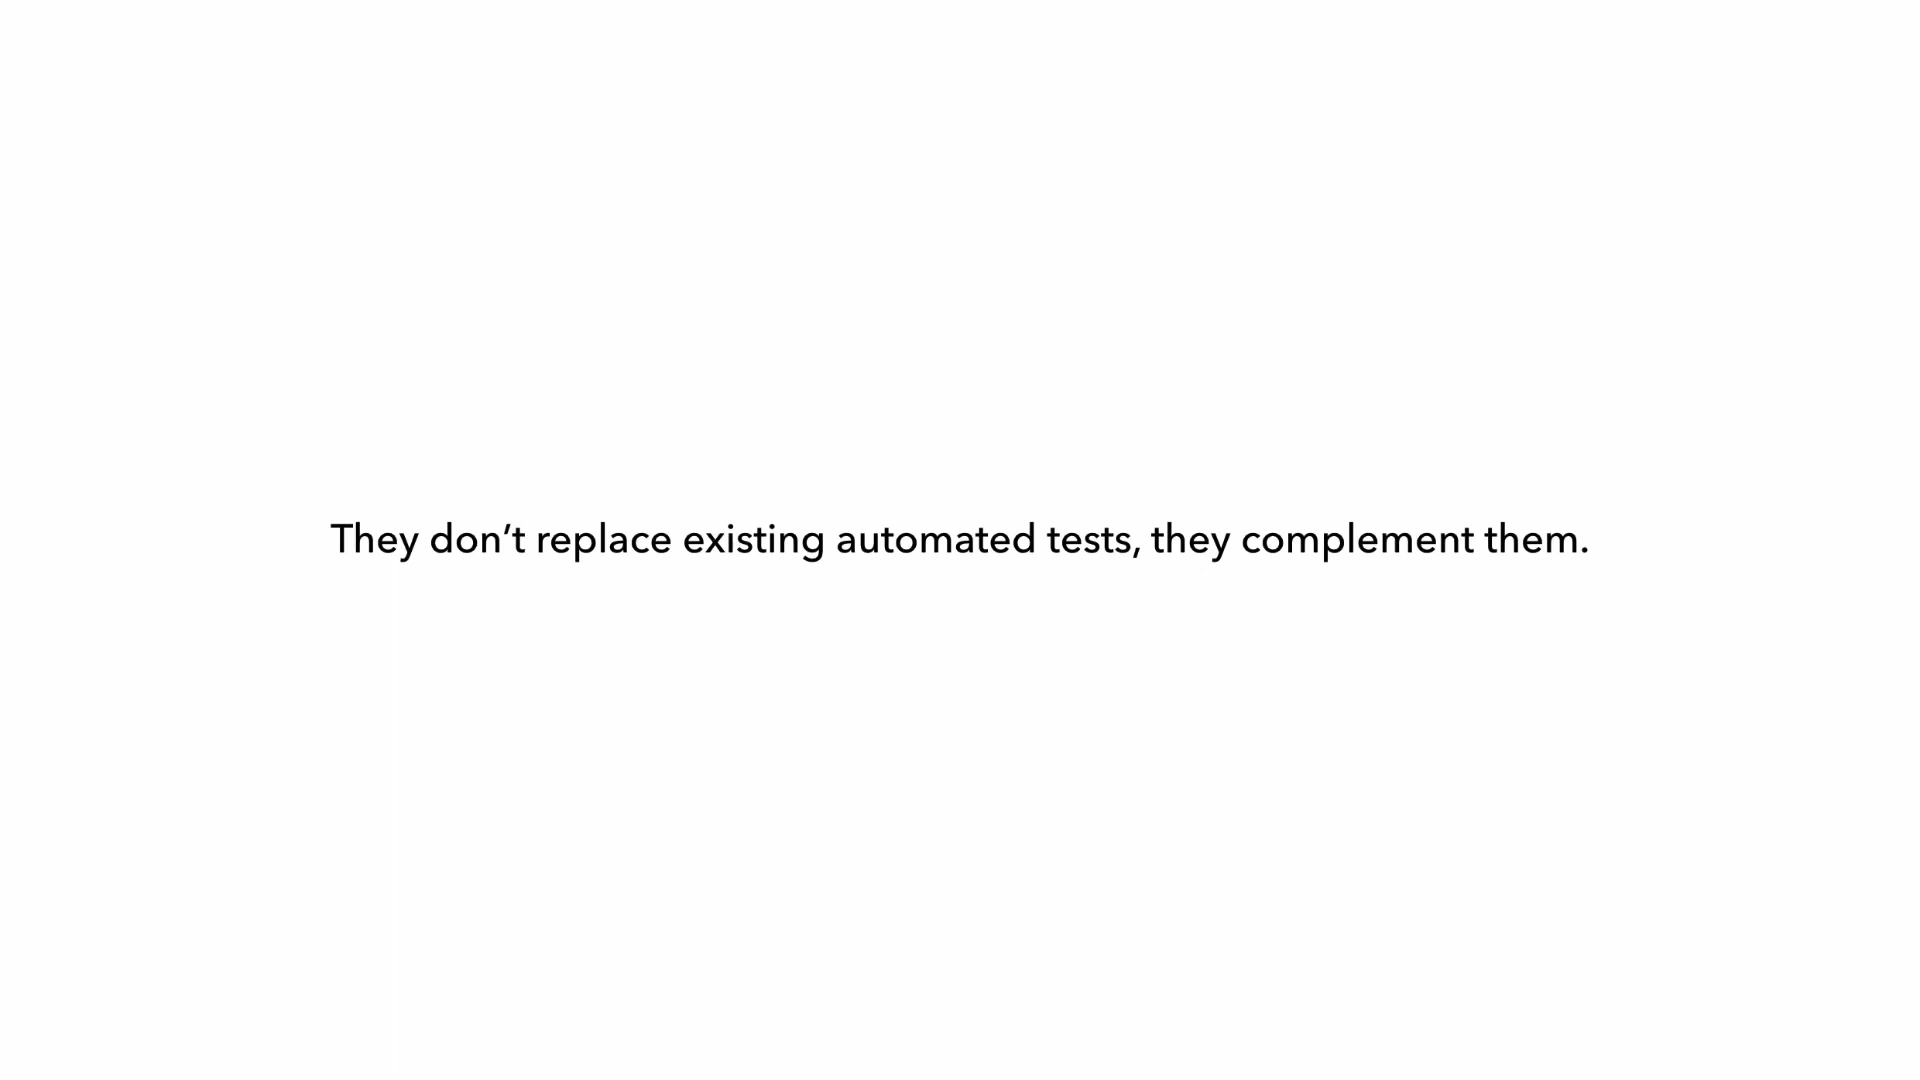 They don’t replace existing automated tests, they complement them.